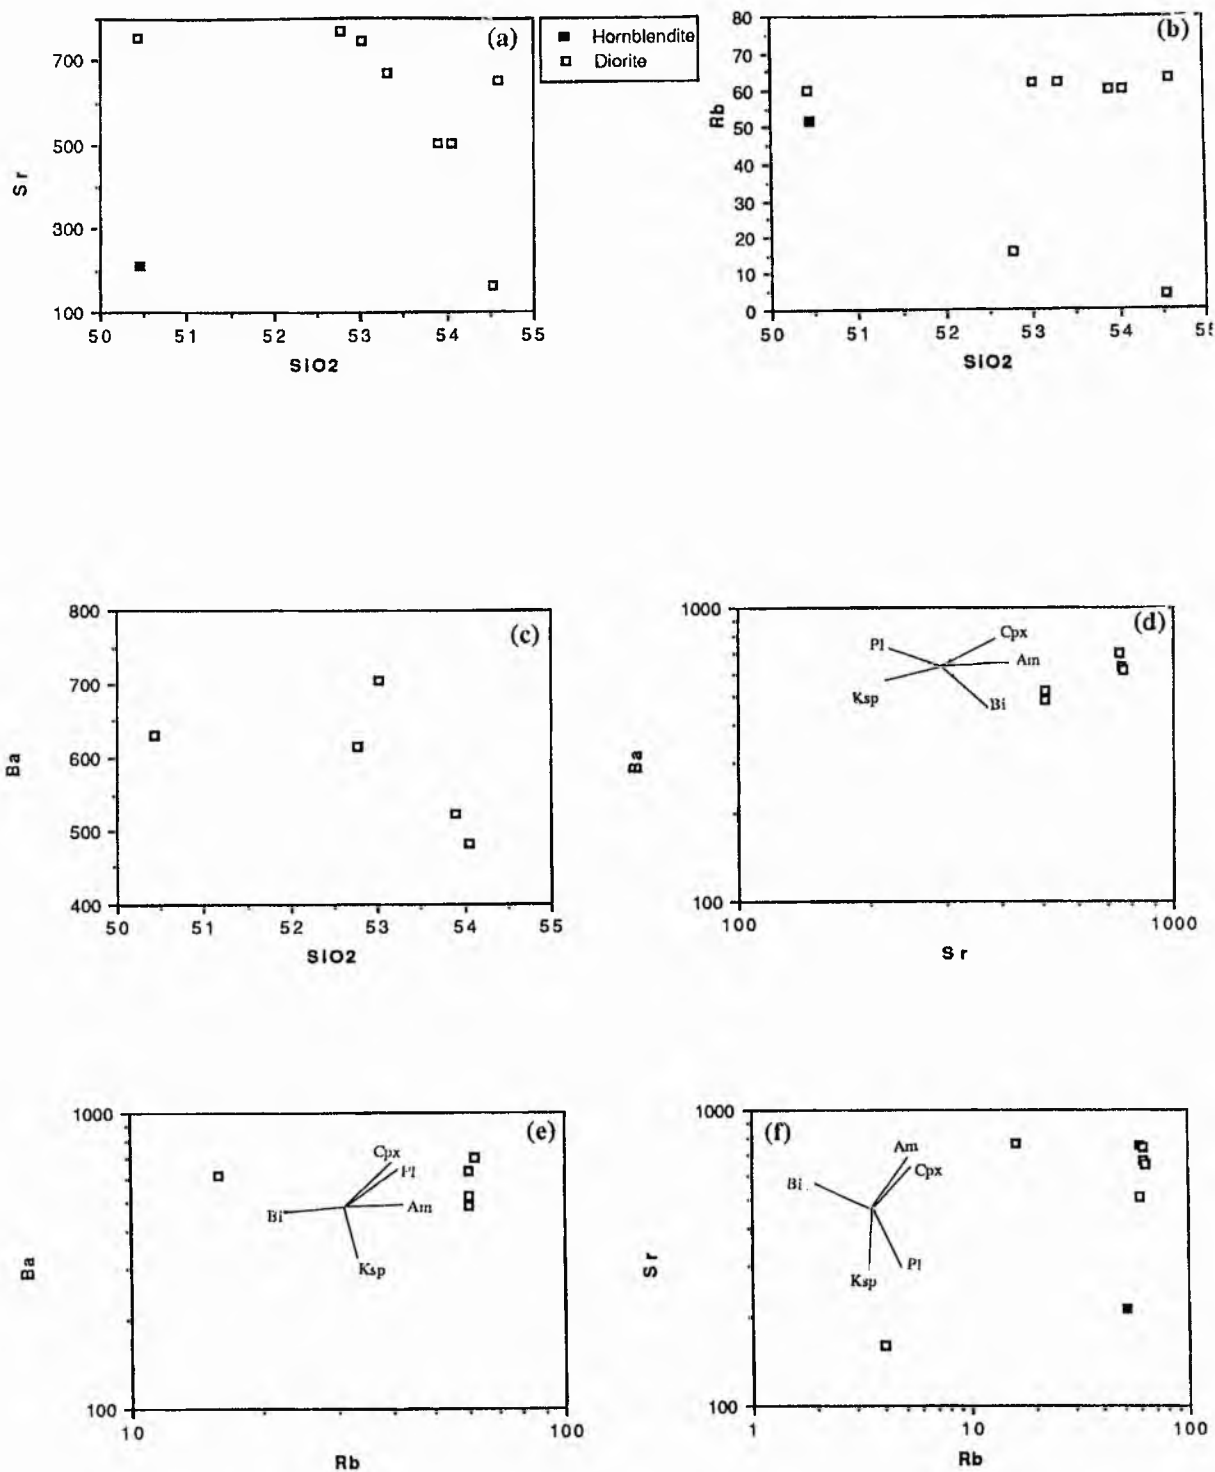 (a)
Sr
700
500
300
100
50 51 52 53 54 55
SiO2
Hornblendite
Diorite
(b)
Rb
80
70
60
50
40
30
20
10
0
50 51 52 53 54 5
SiO2
(c)
Ba
800
700
600
500
400
50 51 52 53 54 55
SiO2
(d)
Ba
1000
100
Pl
Cpx
Am
Ksp
Bi
100 1000
Sr
(e)
Ba
1000
100
Cpx
Pl
Bi
Am
Ksp
10 100
Rb
(f)
Sr
1000
100
Am
Cpx
Bi
Ksp
Pl
1 10 100
Rb